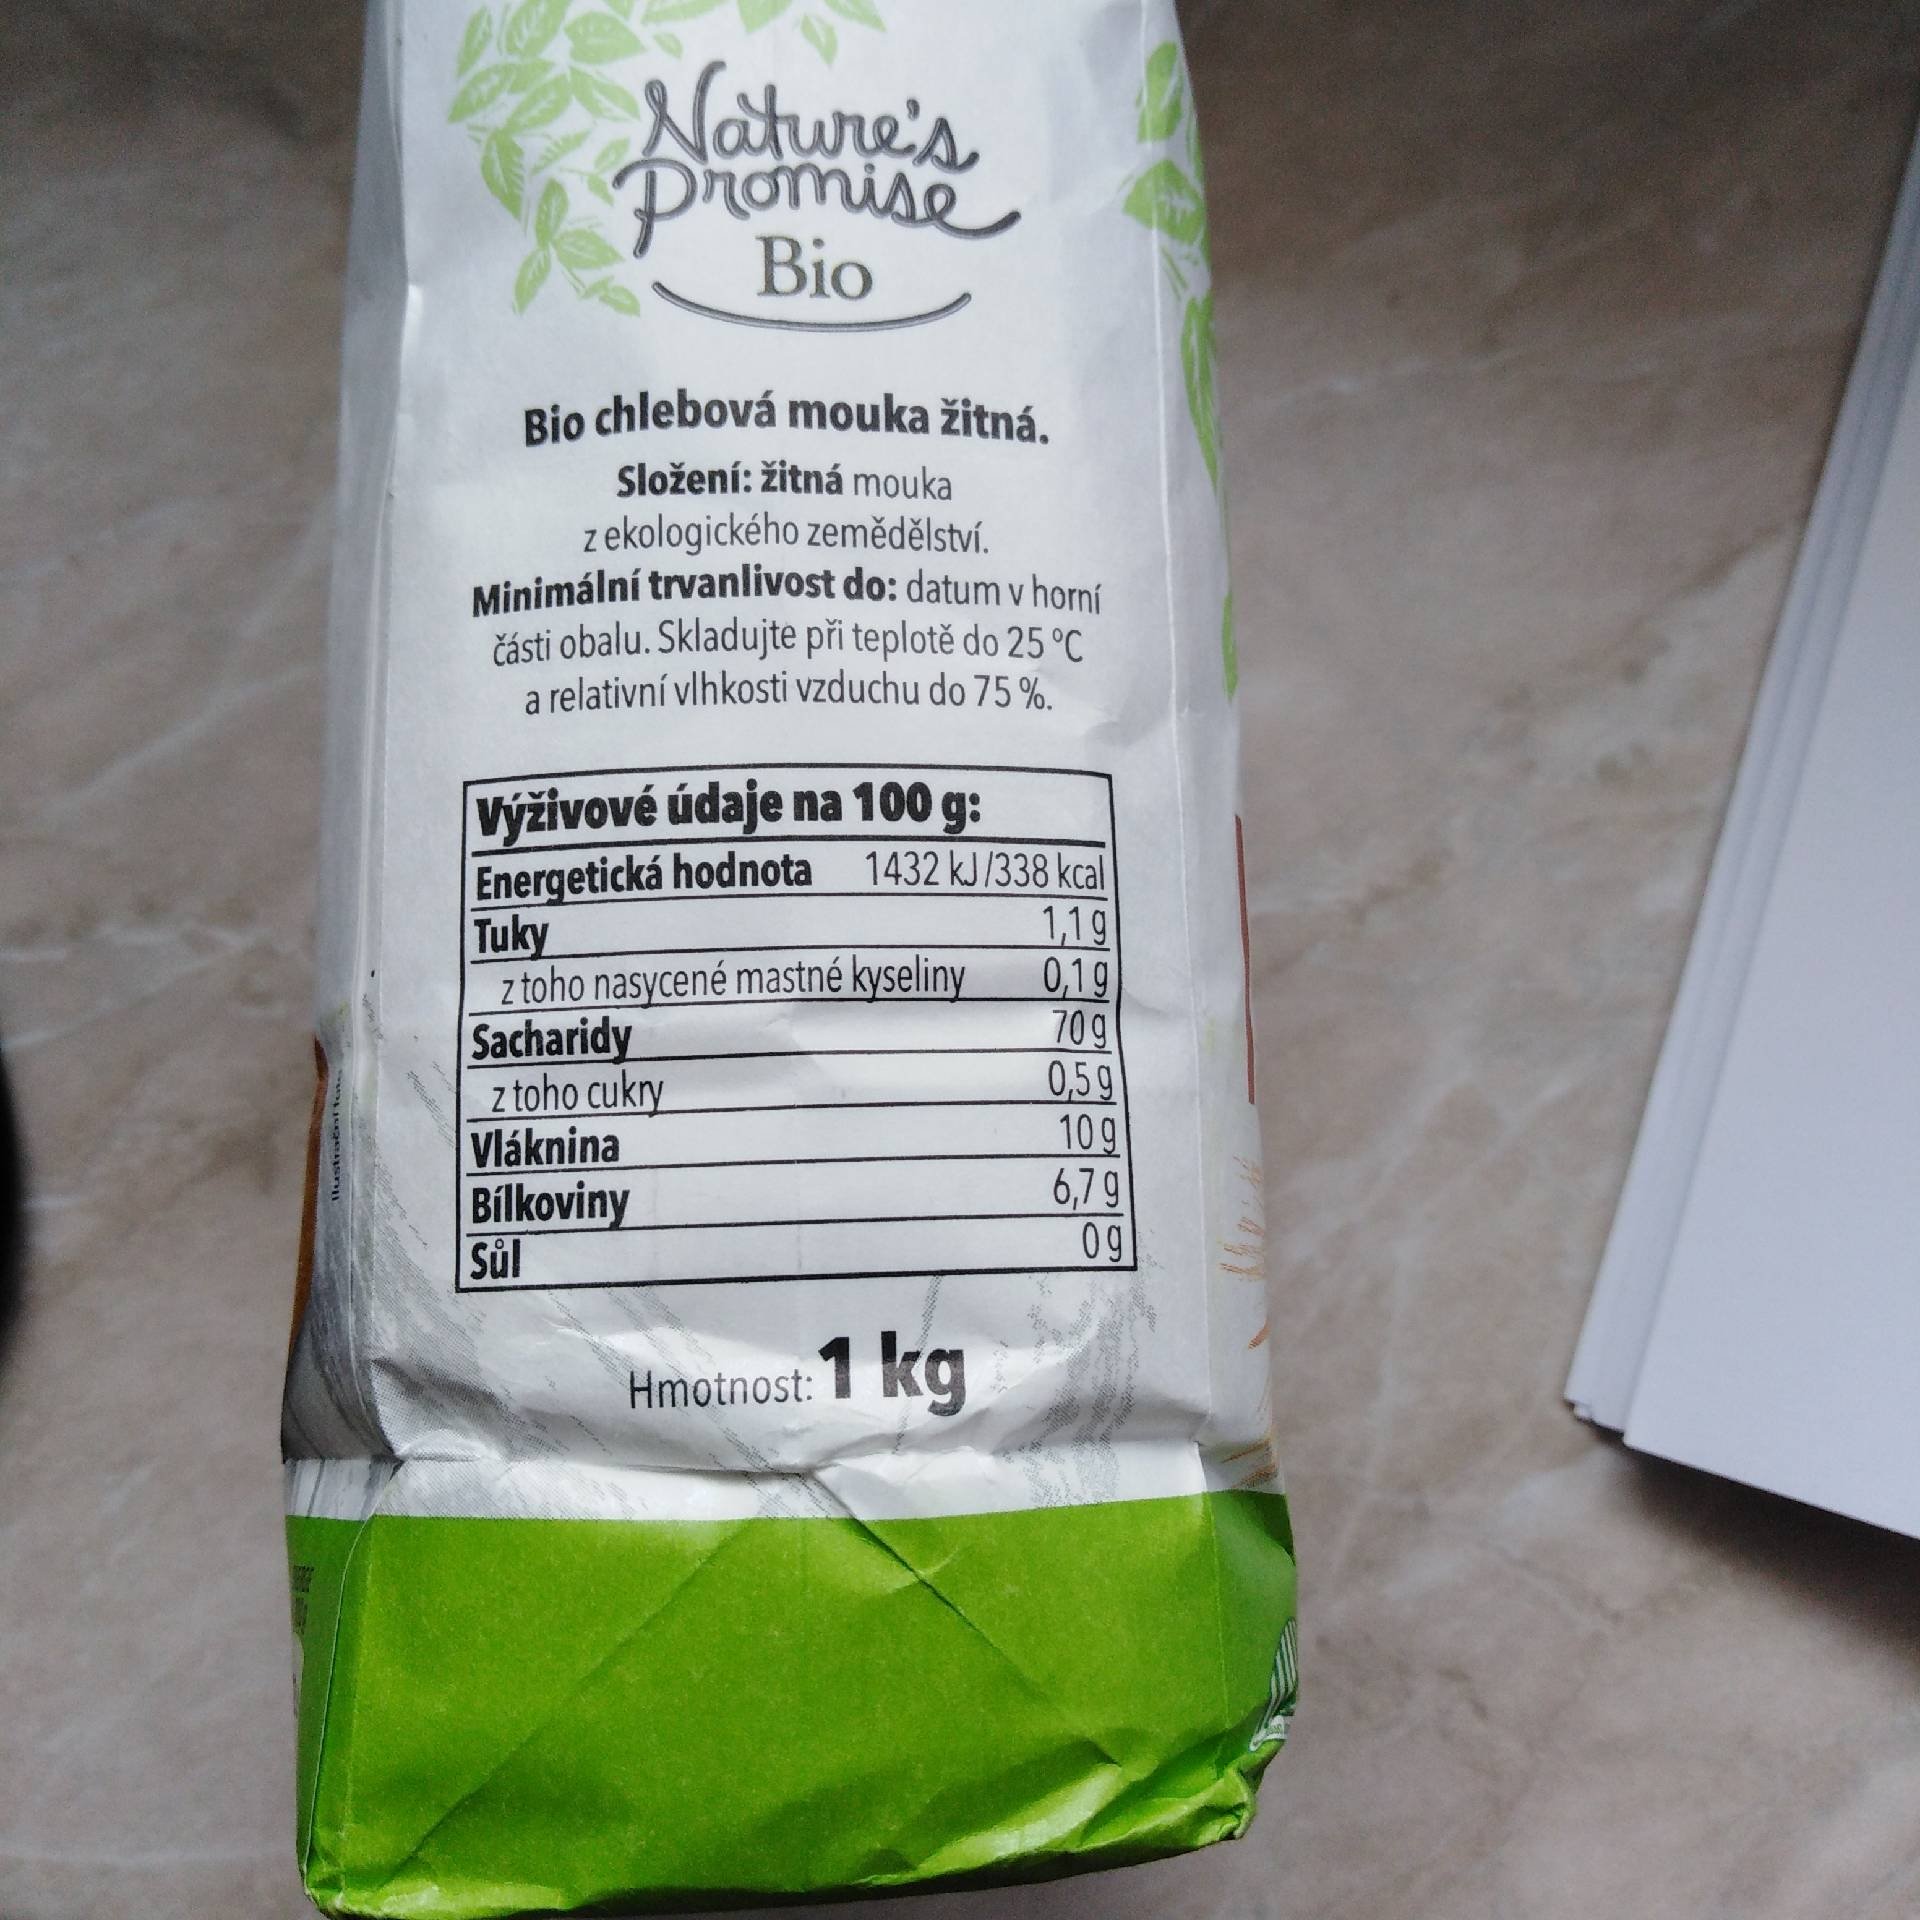 Nature's
Promise
Bio
Bio chlebová mouka žitná.
Složení: žitná mouka
z ekologického zemědělství.
Minimální trvanlivost do: datum v horní
části obalu. Skladujte při teplotě do 25 °C
a relativní vlhkosti vzduchu do 75 %.
Výživové údaje na 100 g:
Energetická hodnota 1432 kJ/338 kcal
Tuky 1,1 g
z toho nasycené mastné kyseliny 0,1 g
Sacharidy 70 g
z toho cukry 0,5 g
Vláknina 10 g
Bílkoviny 6,7 g
Sůl 0 g
Hmotnost: 1 kg
Ilustrační foto